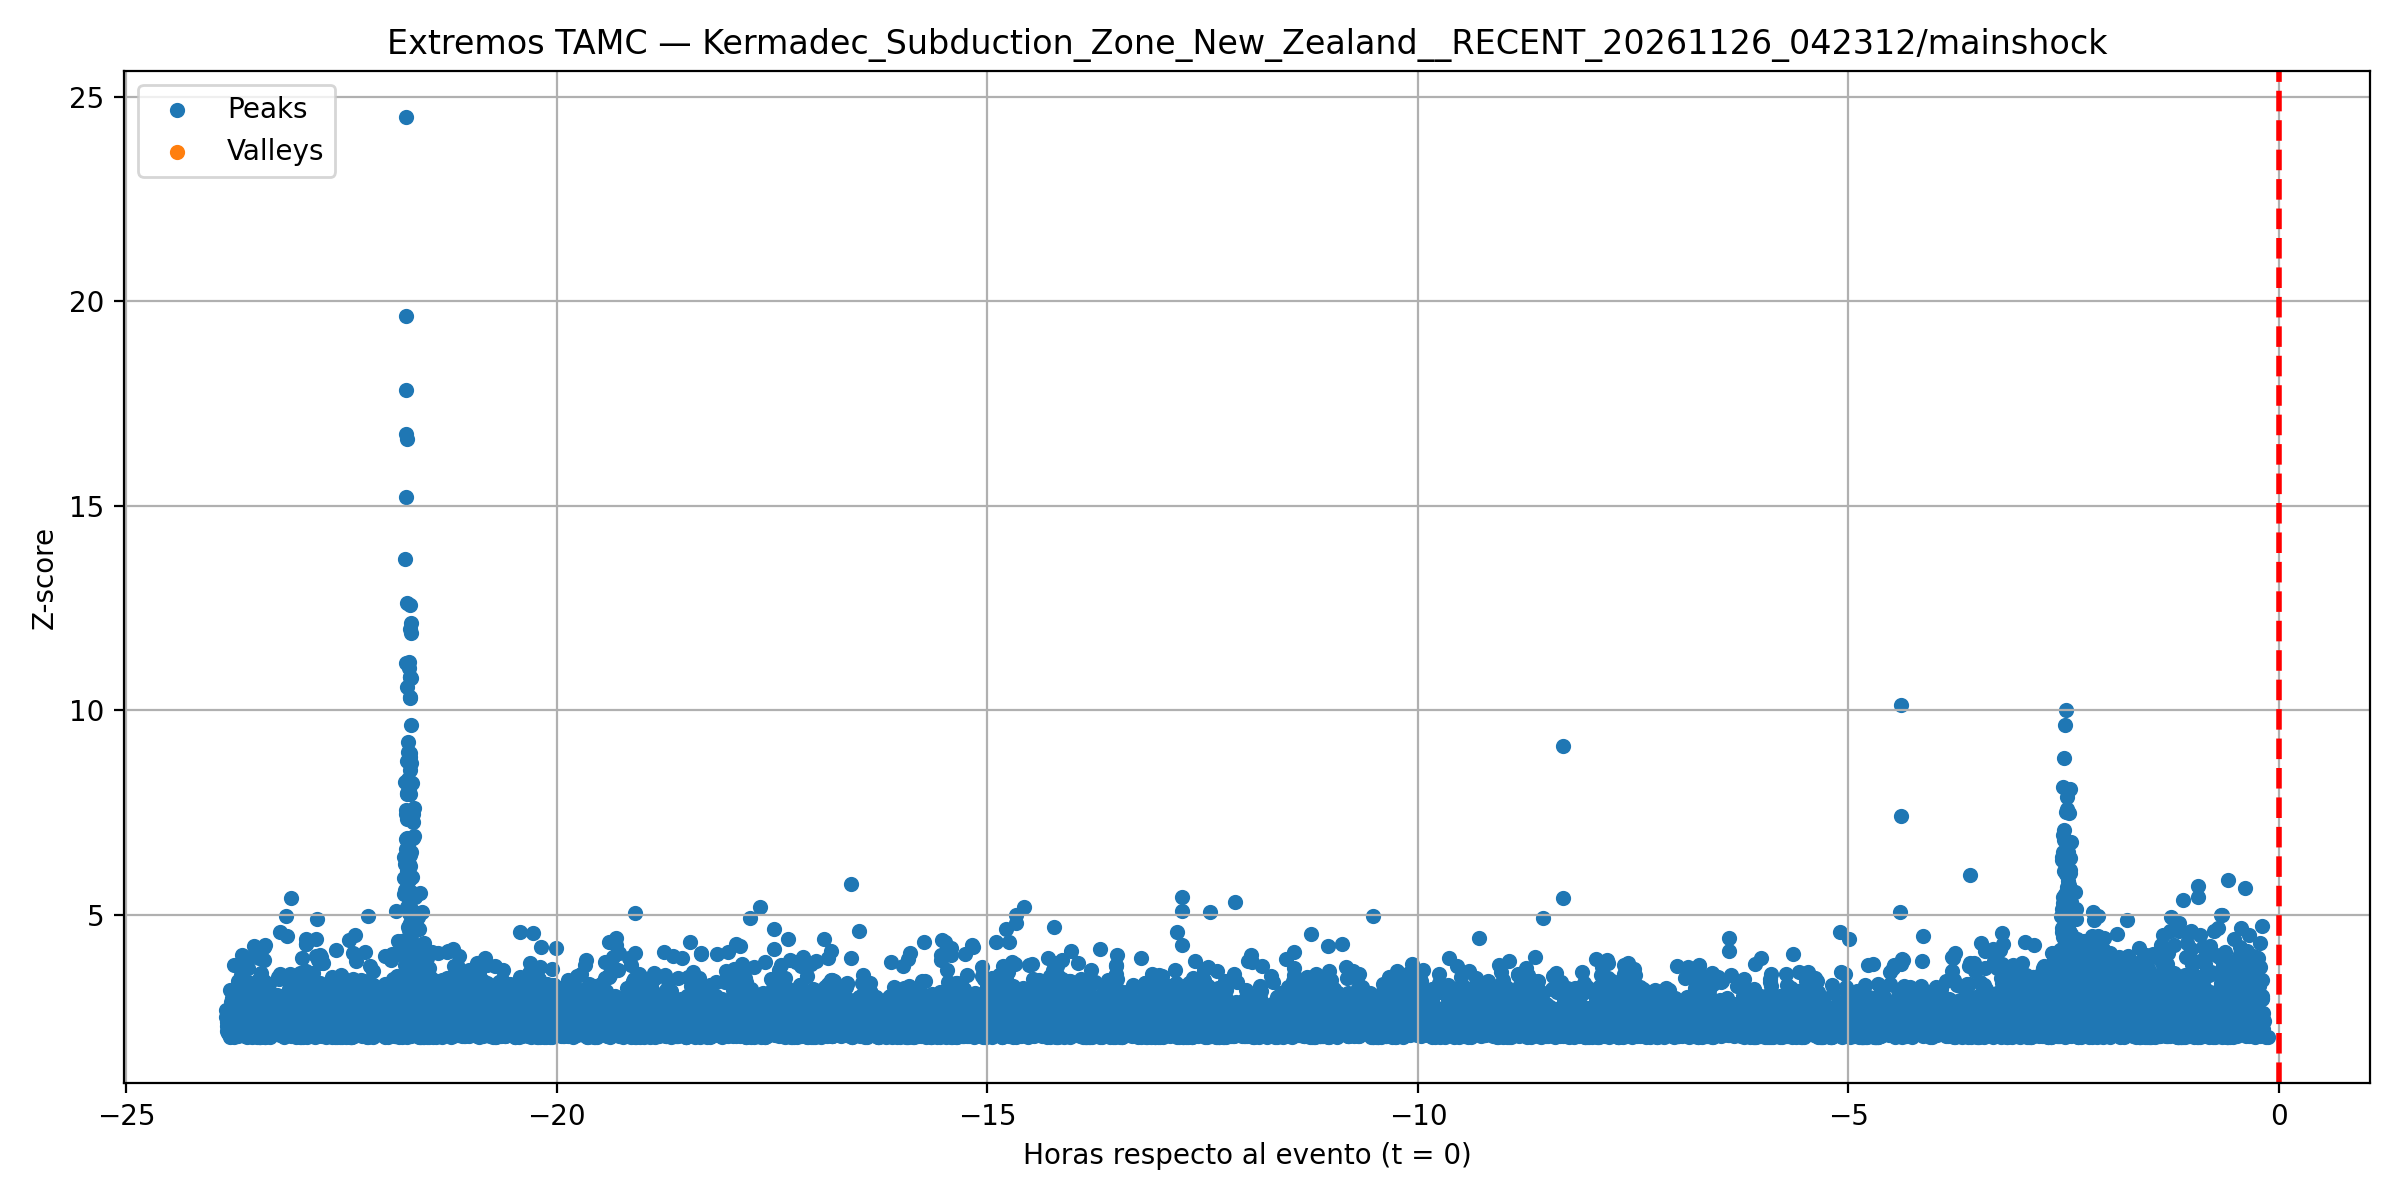 Extremos TAMC — Kermadec_Subduction_Zone_New_Zealand__RECENT_20261126_042312/mainshock
Peaks
Valleys
25
20
15
10
5
Z-score
−25
−20
−15
−10
−5
0
Horas respecto al evento (t = 0)